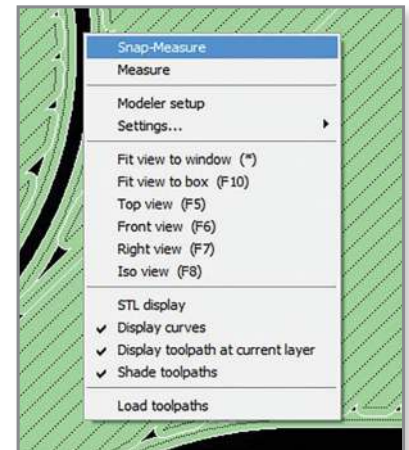 Snap-Measure
Measure
Modeler setup
Settings...
Fit view to window (*)
Fit view to box (F10)
Top view (F5)
Front view (F6)
Right view (F7)
Iso view (F8)
STL display
Display curves
Display toolpath at current layer
Shade toolpaths
Load toolpaths